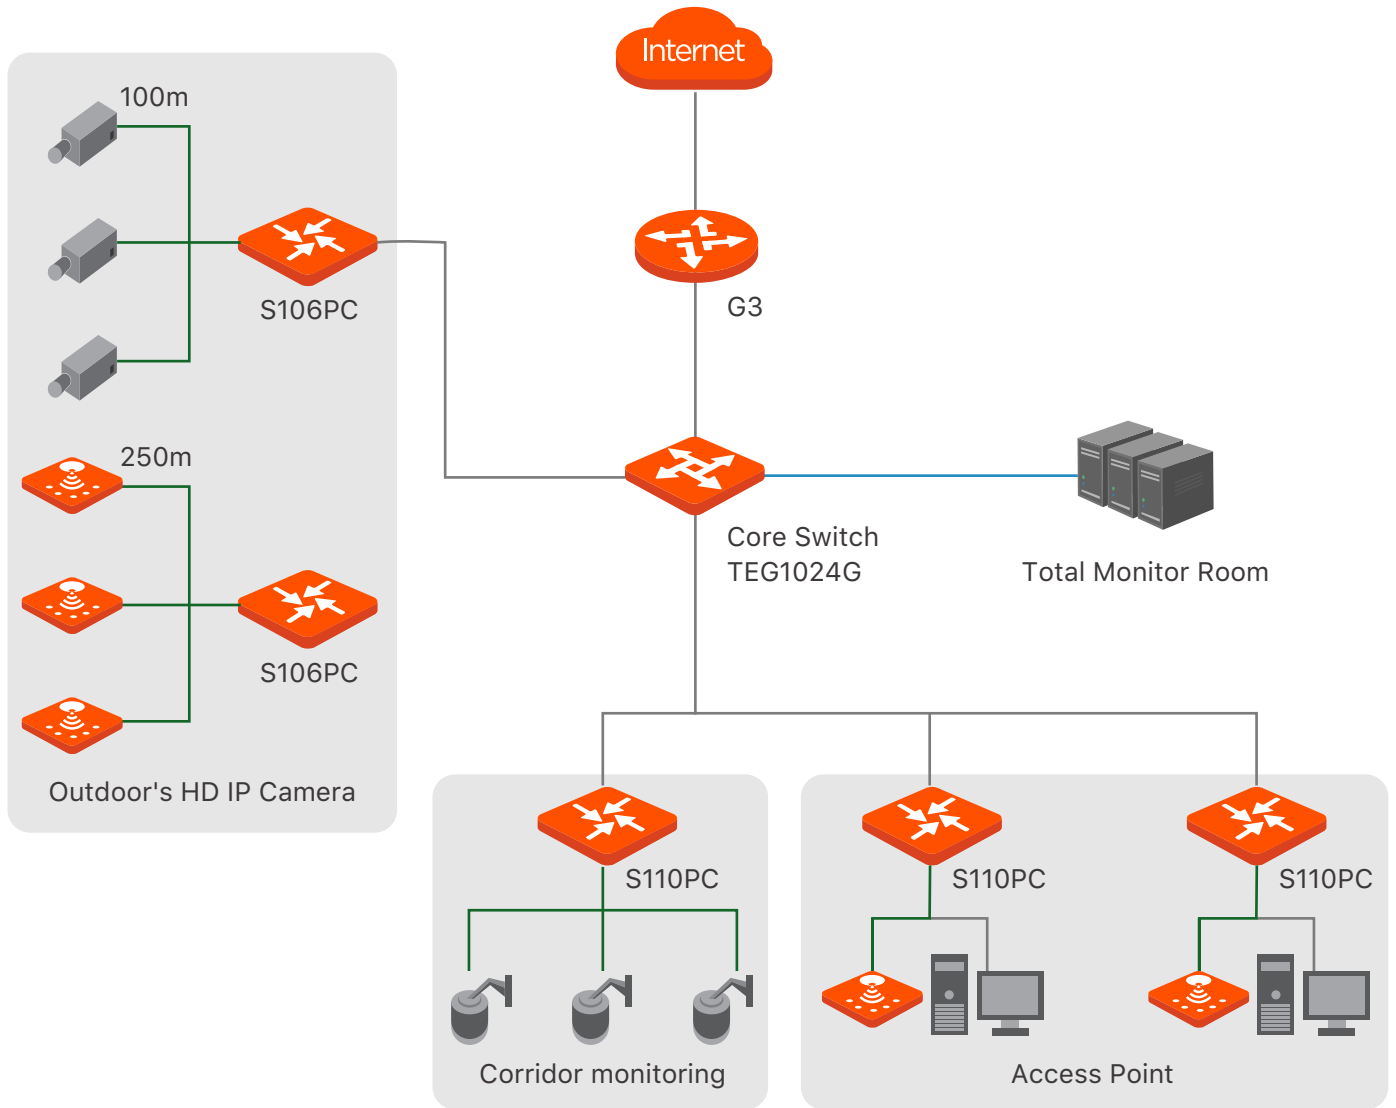 Internet
100m
S106PC
G3
250m
Core Switch
TEG1024G
Total Monitor Room
S106PC
Outdoor's HD IP Camera
S110PC
S110PC
S110PC
Corridor monitoring
Access Point